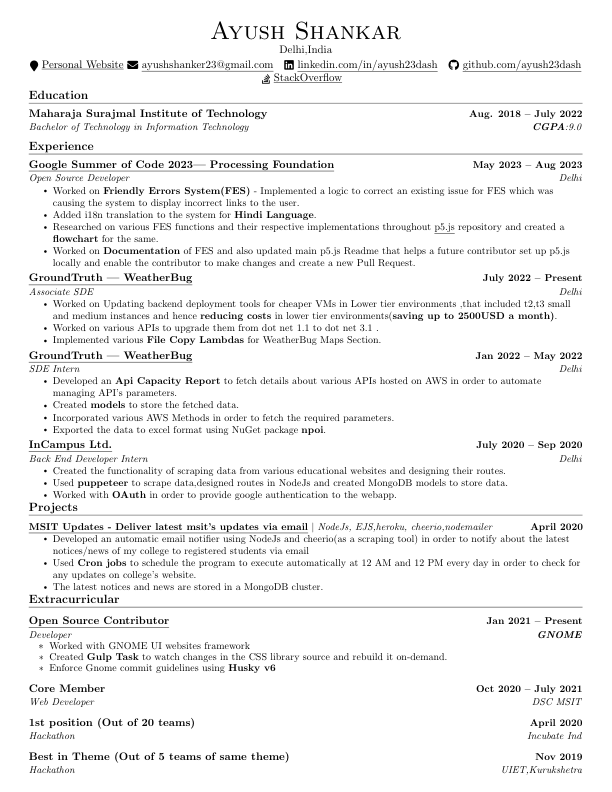 Ayush Shankar
Delhi,India
Personal Website ayushshanker23@gmail.com linkedin.com/in/ayush23dash github.com/ayush23dash
StackOverflow
Education
Maharaja Surajmal Institute of Technology Aug. 2018 – July 2022
Bachelor of Technology in Information Technology CGPA:9.0
Experience
Google Summer of Code 2023— Processing Foundation May 2023 – Aug 2023
Open Source Developer Delhi
• Worked on Friendly Errors System(FES) - Implemented a logic to correct an existing issue for FES which was
causing the system to display incorrect links to the user.
• Added i18n translation to the system for Hindi Language.
• Researched on various FES functions and their respective implementations throughout p5.js repository and created a
flowchart for the same.
• Worked on Documentation of FES and also updated main p5.js Readme that helps a future contributor set up p5.js
locally and enable the contributor to make changes and create a new Pull Request.
GroundTruth — WeatherBug July 2022 – Present
Associate SDE Delhi
• Worked on Updating backend deployment tools for cheaper VMs in Lower tier environments ,that included t2,t3 small
and medium instances and hence reducing costs in lower tier environments(saving up to 2500USD a month).
• Worked on various APIs to upgrade them from dot net 1.1 to dot net 3.1 .
• Implemented various File Copy Lambdas for WeatherBug Maps Section.
GroundTruth — WeatherBug Jan 2022 – May 2022
SDE Intern Delhi
• Developed an Api Capacity Report to fetch details about various APIs hosted on AWS in order to automate
managing API's parameters.
• Created models to store the fetched data.
• Incorporated various AWS Methods in order to fetch the required parameters.
• Exported the data to excel format using NuGet package npoi.
InCampus Ltd. July 2020 – Sep 2020
Back End Developer Intern Delhi
• Created the functionality of scraping data from various educational websites and designing their routes.
• Used puppeteer to scrape data,designed routes in NodeJs and created MongoDB models to store data.
• Worked with OAuth in order to provide google authentication to the webapp.
Projects
MSIT Updates - Deliver latest msit's updates via email | NodeJs, EJS,heroku, cheerio,nodemailer April 2020
• Developed an automatic email notifier using NodeJs and cheerio(as a scraping tool) in order to notify about the latest
notices/news of my college to registered students via email
• Used Cron jobs to schedule the program to execute automatically at 12 AM and 12 PM every day in order to check for
any updates on college's website.
• The latest notices and news are stored in a MongoDB cluster.
Extracurricular
Open Source Contributor Jan 2021 – Present
Developer GNOME
∗ Worked with GNOME UI websites framework
∗ Created Gulp Task to watch changes in the CSS library source and rebuild it on-demand.
∗ Enforce Gnome commit guidelines using Husky v6
Core Member Oct 2020 – July 2021
Web Developer DSC MSIT
1st position (Out of 20 teams) April 2020
Hackathon Incubate Ind
Best in Theme (Out of 5 teams of same theme) Nov 2019
Hackathon UIET,Kurukshetra